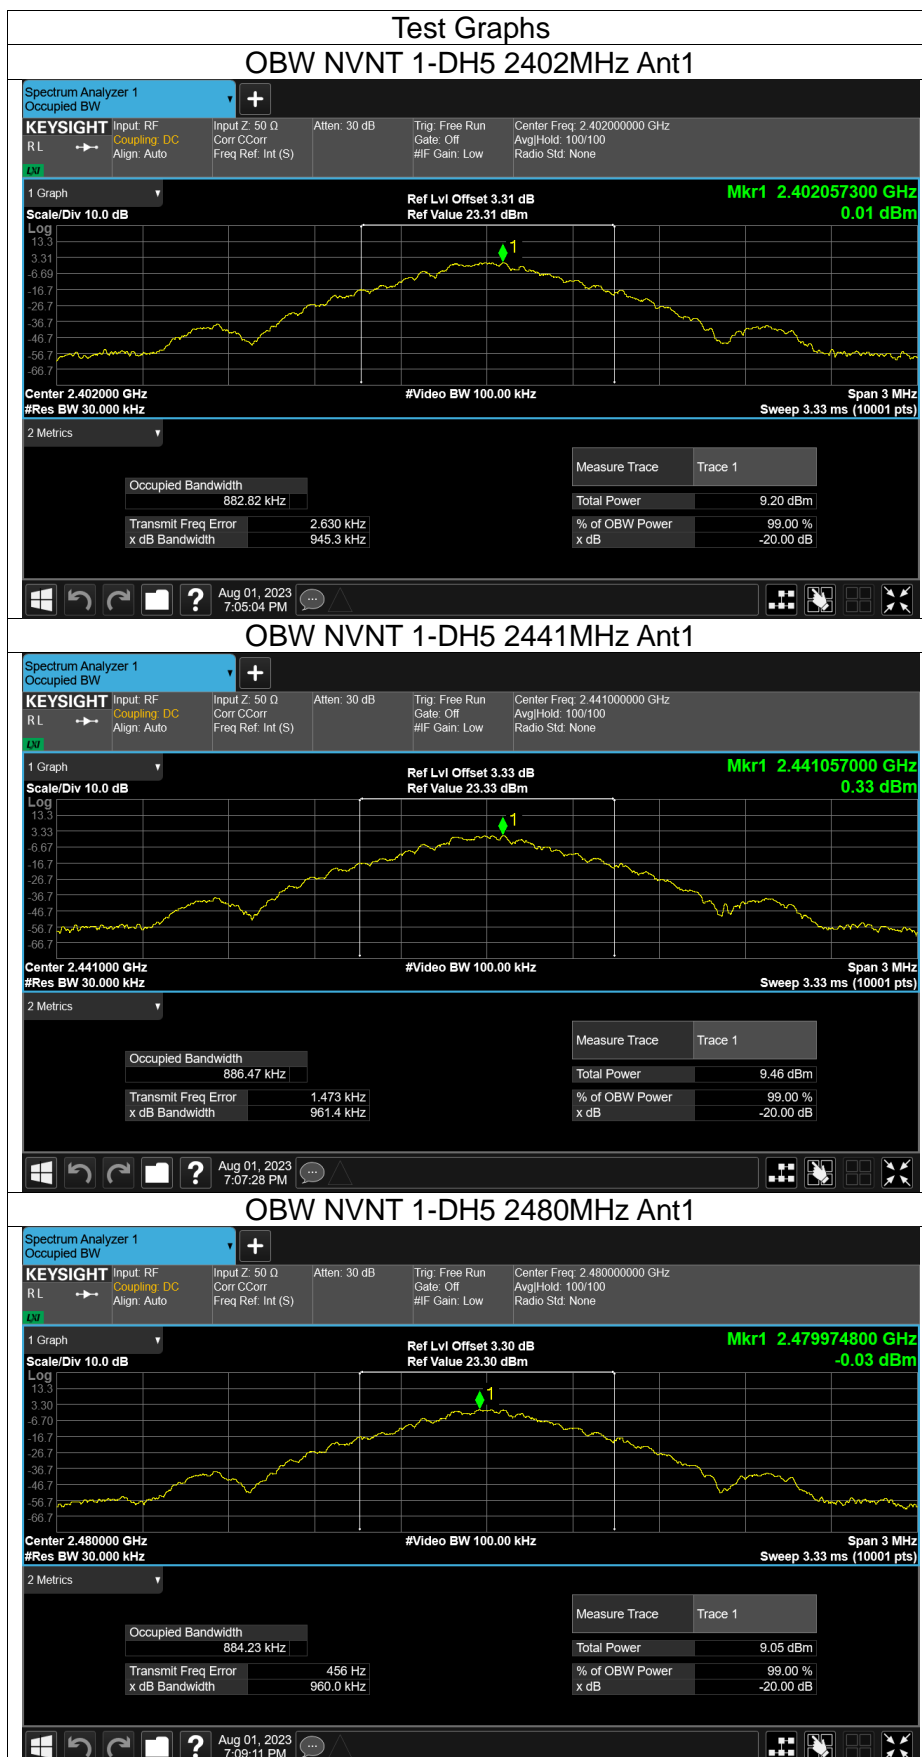 Test Graphs
OBW NVNT 1-DH5 2402MHz Ant1
Spectrum Analyzer 1
Occupied BW
KEYSIGHT Input: RF Input Z: 50 Ω Atten: 30 dB Trig: Free Run Center Freq: 2.402000000 GHz
RL Coupling: DC Corr CCorr Gate: Off Avg|Hold: 100/100
Align: Auto Freq Ref: Int (S) #IF Gain: Low Radio Std: None
LXI
1 Graph Ref Lvl Offset 3.31 dB Mkr1 2.402057300 GHz
Scale/Div 10.0 dB Ref Value 23.31 dBm 0.01 dBm
Log
13.3
1
3.31
-6.69
-16.7
-26.7
-36.7
-46.7
-56.7
-66.7
Center 2.402000 GHz #Video BW 100.00 kHz Span 3 MHz
#Res BW 30.000 kHz Sweep 3.33 ms (10001 pts)
2 Metrics
Measure Trace Trace 1
Occupied Bandwidth
882.82 kHz Total Power 9.20 dBm
Transmit Freq Error 2.630 kHz % of OBW Power 99.00 %
x dB Bandwidth 945.3 kHz x dB -20.00 dB
Aug 01, 2023
7:05:04 PM
OBW NVNT 1-DH5 2441MHz Ant1
Spectrum Analyzer 1
Occupied BW
KEYSIGHT Input: RF Input Z: 50 Ω Atten: 30 dB Trig: Free Run Center Freq: 2.441000000 GHz
RL Coupling: DC Corr CCorr Gate: Off Avg|Hold: 100/100
Align: Auto Freq Ref: Int (S) #IF Gain: Low Radio Std: None
LXI
1 Graph Ref Lvl Offset 3.33 dB Mkr1 2.441057000 GHz
Scale/Div 10.0 dB Ref Value 23.33 dBm 0.33 dBm
Log
13.3
1
3.33
-6.67
-16.7
-26.7
-36.7
-46.7
-56.7
-66.7
Center 2.441000 GHz #Video BW 100.00 kHz Span 3 MHz
#Res BW 30.000 kHz Sweep 3.33 ms (10001 pts)
2 Metrics
Measure Trace Trace 1
Occupied Bandwidth
886.47 kHz Total Power 9.46 dBm
Transmit Freq Error 1.473 kHz % of OBW Power 99.00 %
x dB Bandwidth 961.4 kHz x dB -20.00 dB
Aug 01, 2023
7:07:28 PM
OBW NVNT 1-DH5 2480MHz Ant1
Spectrum Analyzer 1
Occupied BW
KEYSIGHT Input: RF Input Z: 50 Ω Atten: 30 dB Trig: Free Run Center Freq: 2.480000000 GHz
RL Coupling: DC Corr CCorr Gate: Off Avg|Hold: 100/100
Align: Auto Freq Ref: Int (S) #IF Gain: Low Radio Std: None
LXI
1 Graph Ref Lvl Offset 3.30 dB Mkr1 2.479974800 GHz
Scale/Div 10.0 dB Ref Value 23.30 dBm -0.03 dBm
Log
13.3
1
3.30
-6.70
-16.7
-26.7
-36.7
-46.7
-56.7
-66.7
Center 2.480000 GHz #Video BW 100.00 kHz Span 3 MHz
#Res BW 30.000 kHz Sweep 3.33 ms (10001 pts)
2 Metrics
Measure Trace Trace 1
Occupied Bandwidth
884.23 kHz Total Power 9.05 dBm
Transmit Freq Error 456 Hz % of OBW Power 99.00 %
x dB Bandwidth 960.0 kHz x dB -20.00 dB
Aug 01, 2023
7:09:11 PM